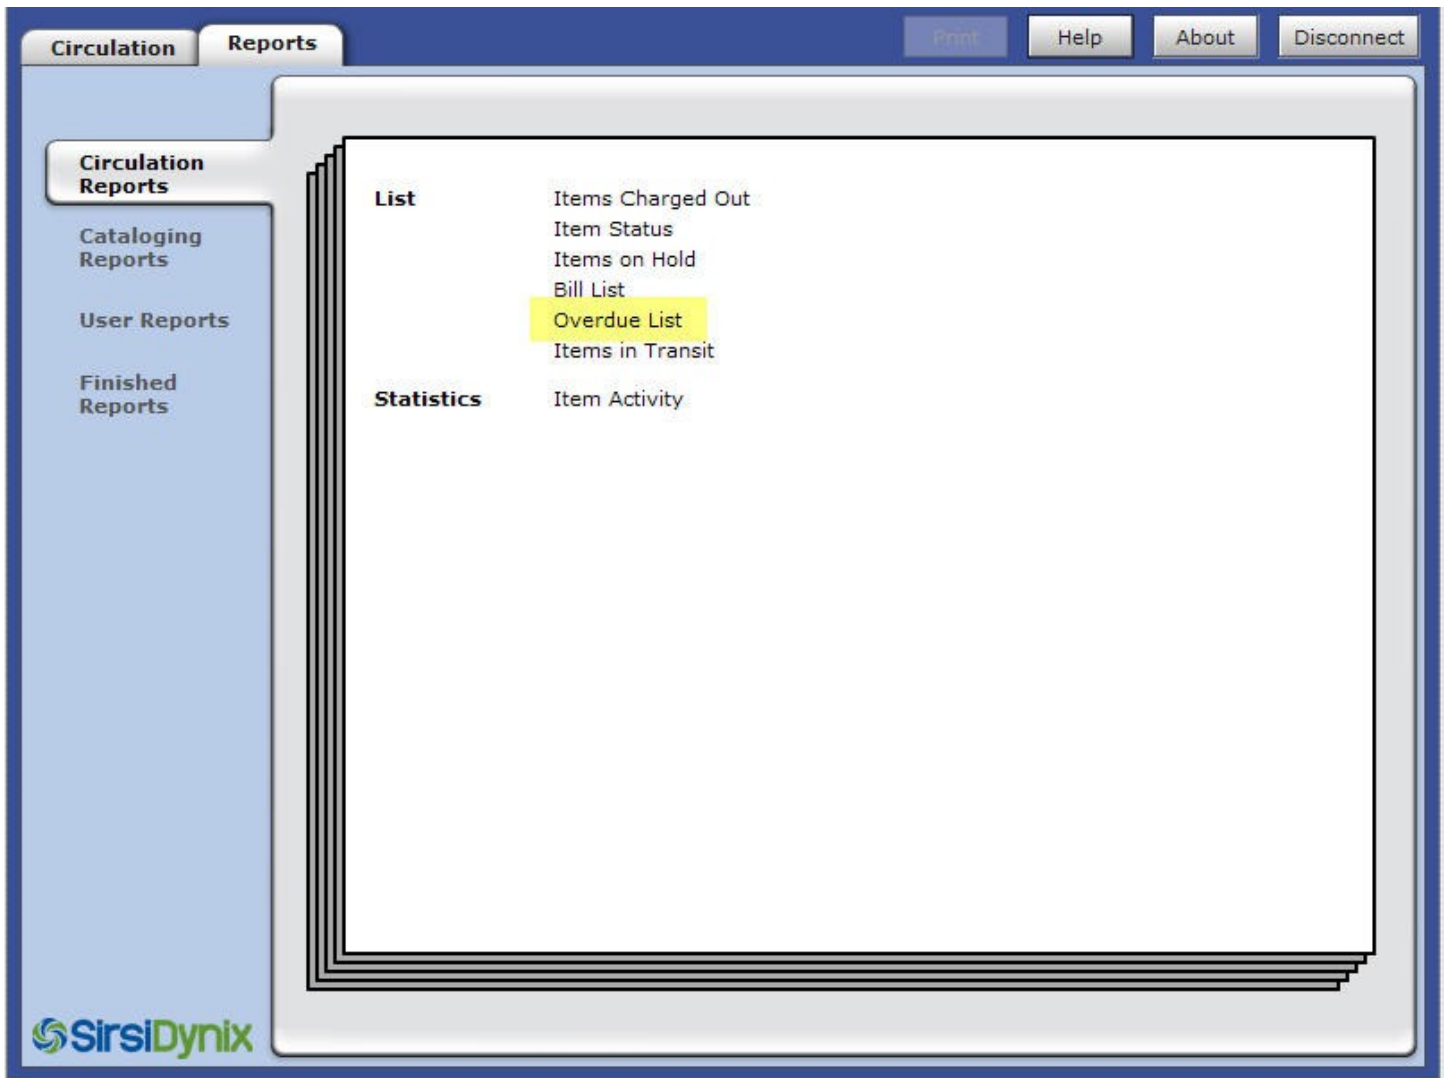 Circulation
Reports
Print
Help
About
Disconnect
Circulation
Reports
Cataloging
Reports
User Reports
Finished
Reports
List
Items Charged Out
Item Status
Items on Hold
Bill List
Overdue List
Items in Transit
Statistics
Item Activity
SirsiDynix